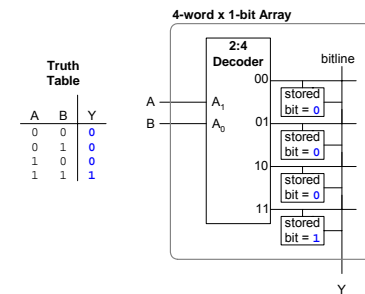 4-word x 1-bit Array
2:4
Decoder
bitline
Truth
Table
A B Y
0 0 0
0 1 0
1 0 0
1 1 1
A
B
A1
A0
00
stored
bit = 0
01
stored
bit = 0
10
stored
bit = 0
11
stored
bit = 1
Y